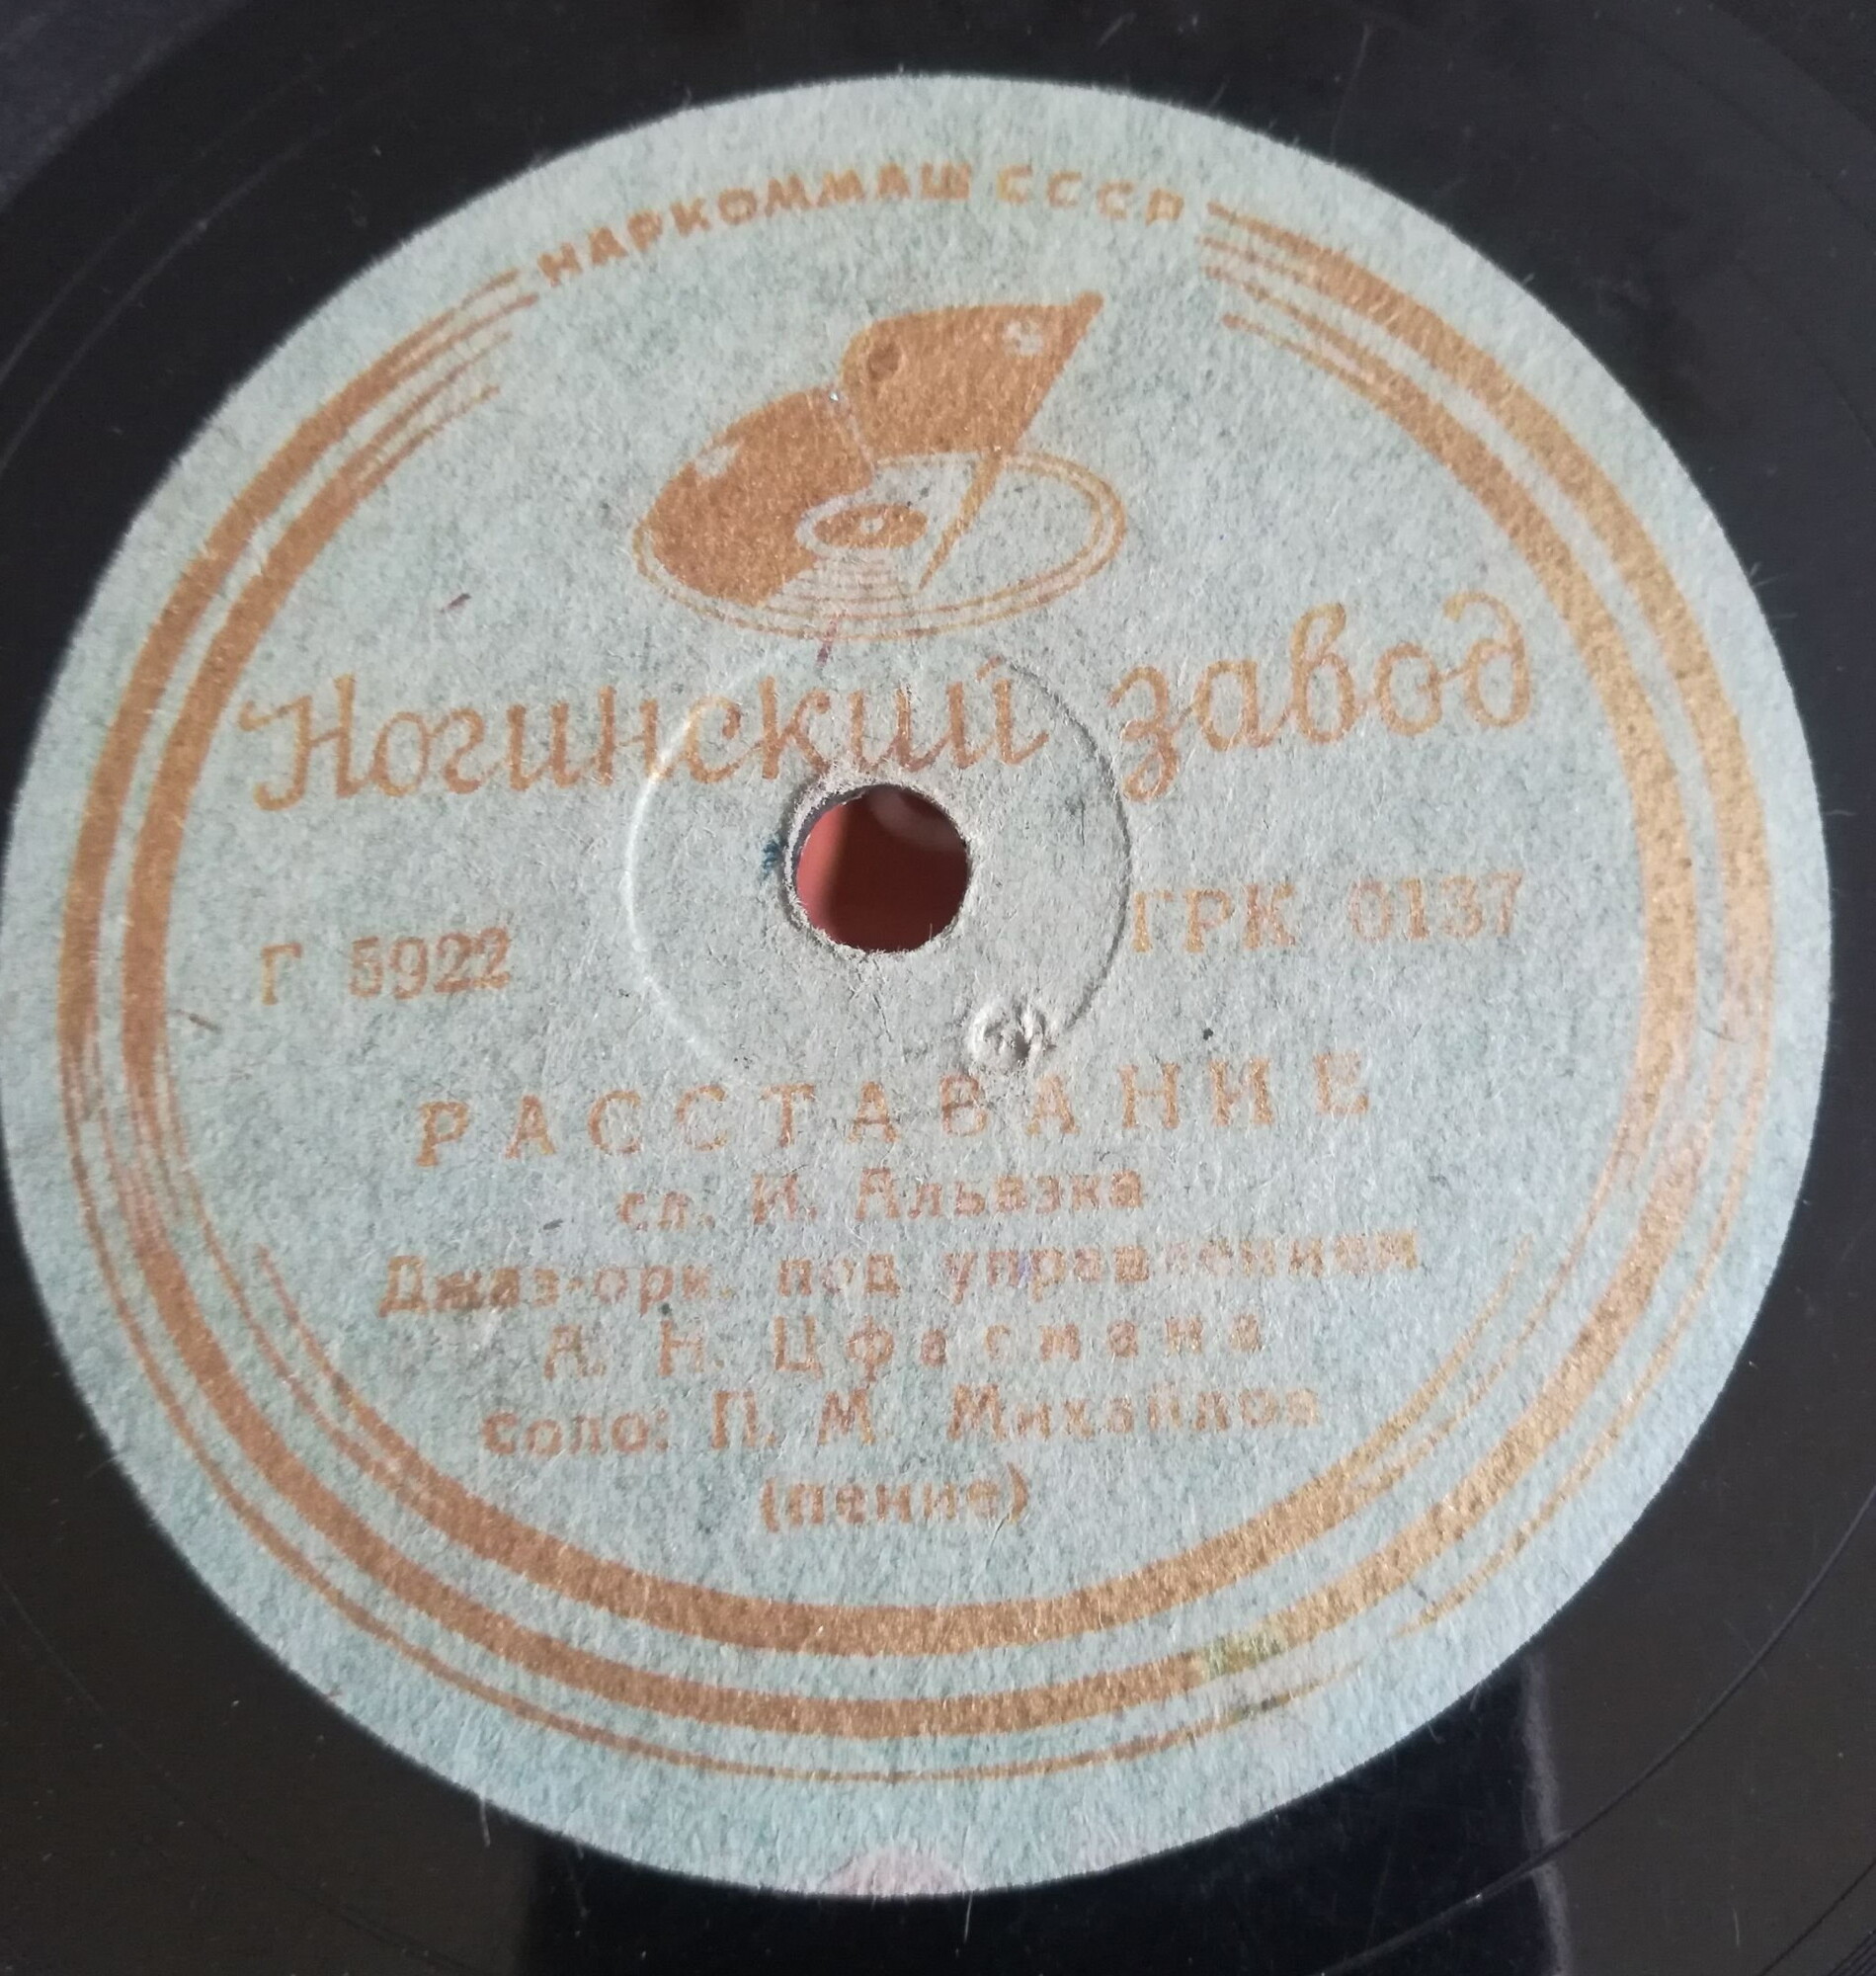 НАРКОММАШ СССР
Ногинский завод
Г 5922 ГРК 0137
РАССТАВАНИЕ
сл. И. Альвэка
Джаз-орк. под управлением
А. Н. Цфасмана
соло: П. М. Михайлов
(пение)